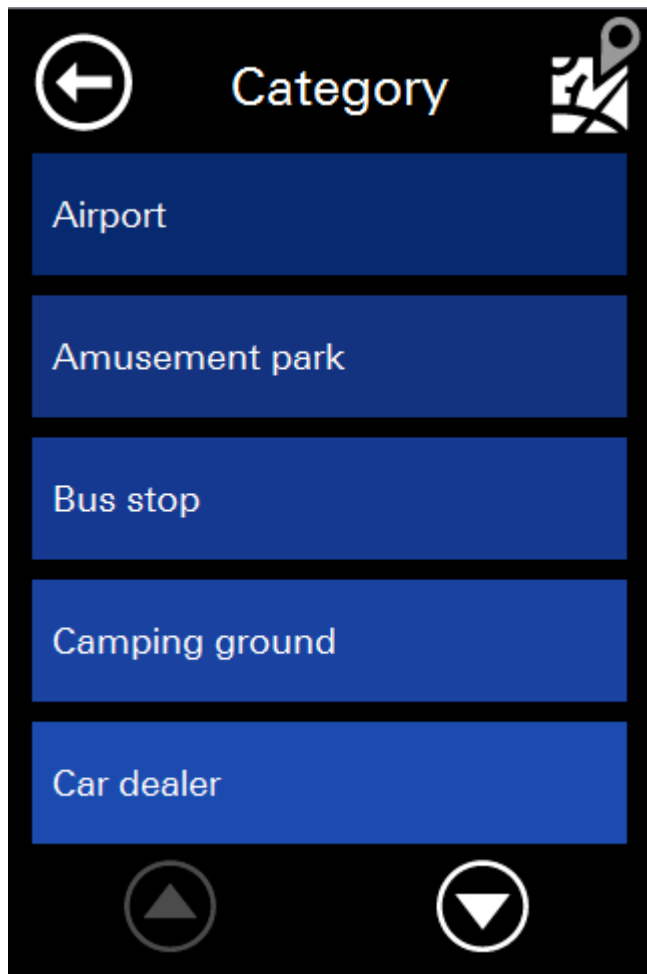 Category
Airport
Amusement park
Bus stop
Camping ground
Car dealer